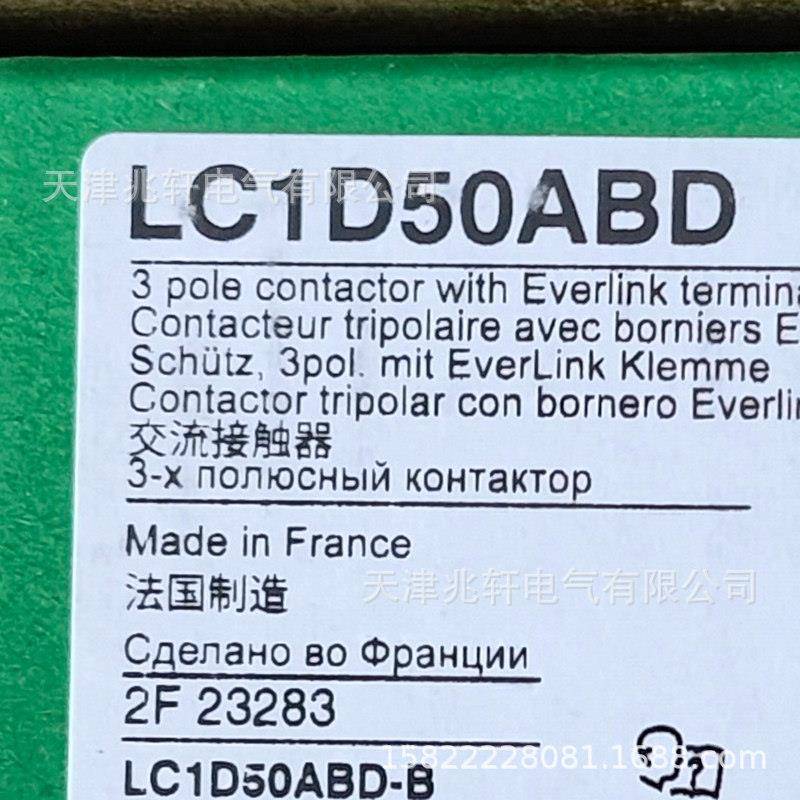 LC1D50ABD
天津兆轩电气有限公司
3 pole contactor with Everlink termina
Contacteur tripolaire avec borniers E
Schütz, 3pol. mit EverLink Klemme
Contactor tripolar con bornero Everlin
交流接触器
3-х полюсный контактор
Made in France
法国制造
天津兆轩电气有限公司
Сделано во Франции
2F 23283
15822228081.1688.com
LC1D50ABD-B